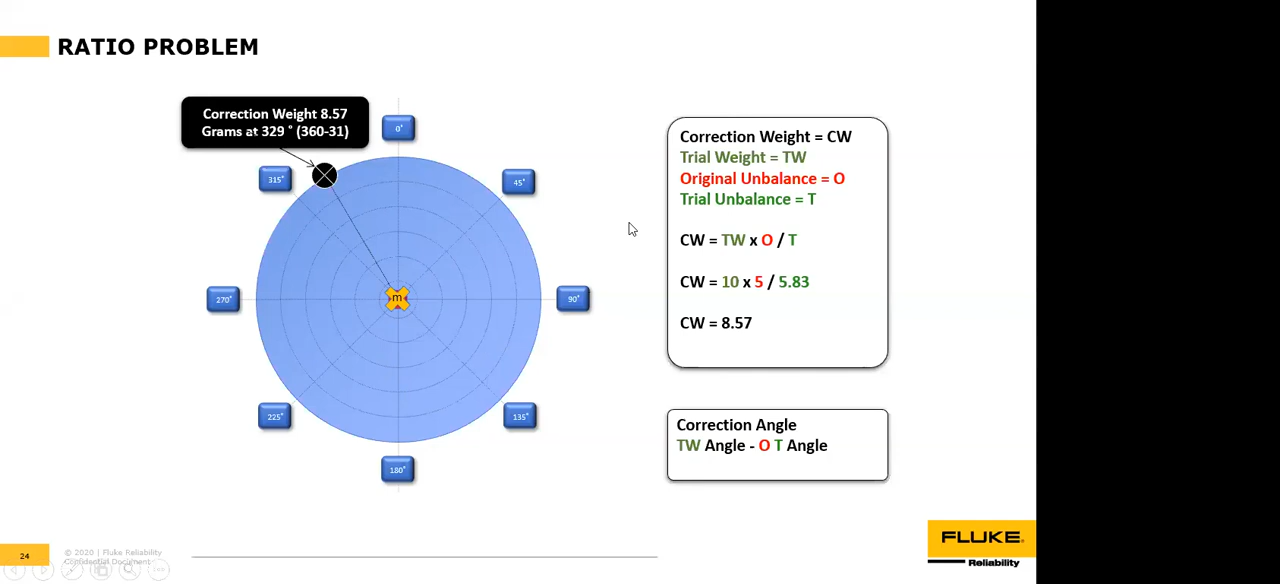 RATIO PROBLEM
Correction Weight 8.57
Grams at 329 ° (360-31)
0°
315°
45°
m
270°
90°
225°
135°
180°
Correction Weight = CW
Trial Weight = TW
Original Unbalance = O
Trial Unbalance = T
CW = TW x O / T
CW = 10 x 5 / 5.83
CW = 8.57
Correction Angle
TW Angle - O T Angle
FLUKE®
Reliability
24
© 2020 | Fluke Reliability
Confidential Document